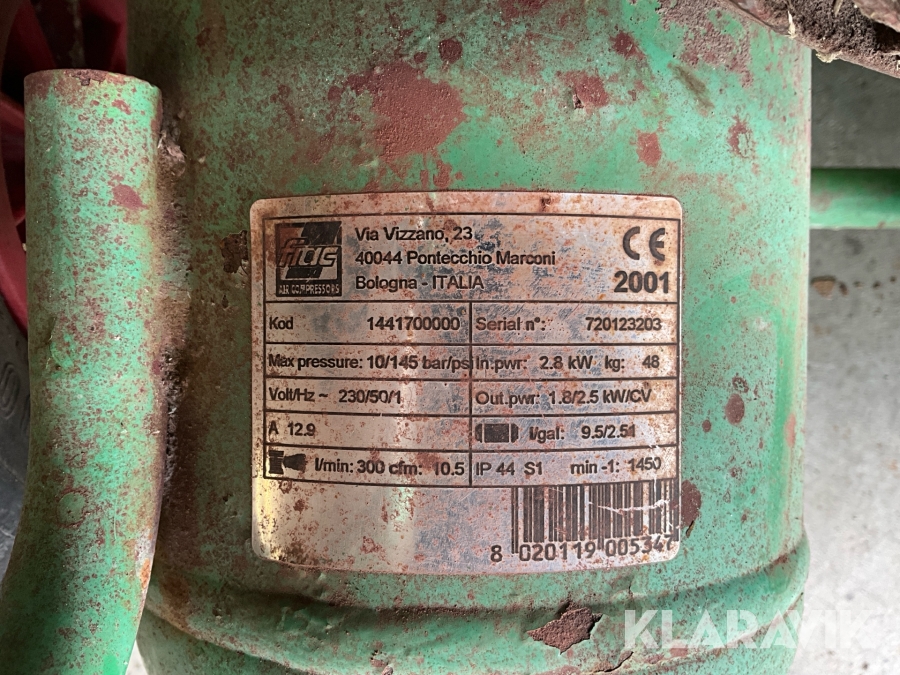 fiac
AIR COMPRESSORS
Via Vizzano, 23
40044 Pontecchio Marconi
Bologna - ITALIA
CE
2001
Kod 1441700000 Serial n°: 720123203
Max pressure: 10/145 bar/psi In.pwr: 2.8 kW kg: 48
Volt/Hz ~ 230/50/1 Out.pwr: 1.8/2.5 kW/CV
A 12.9 l/gal: 9.5/2.51
l/min: 300 cfm: 10.5 IP 44 S1 min -1: 1450
8 020119 005347
KLARAVIK